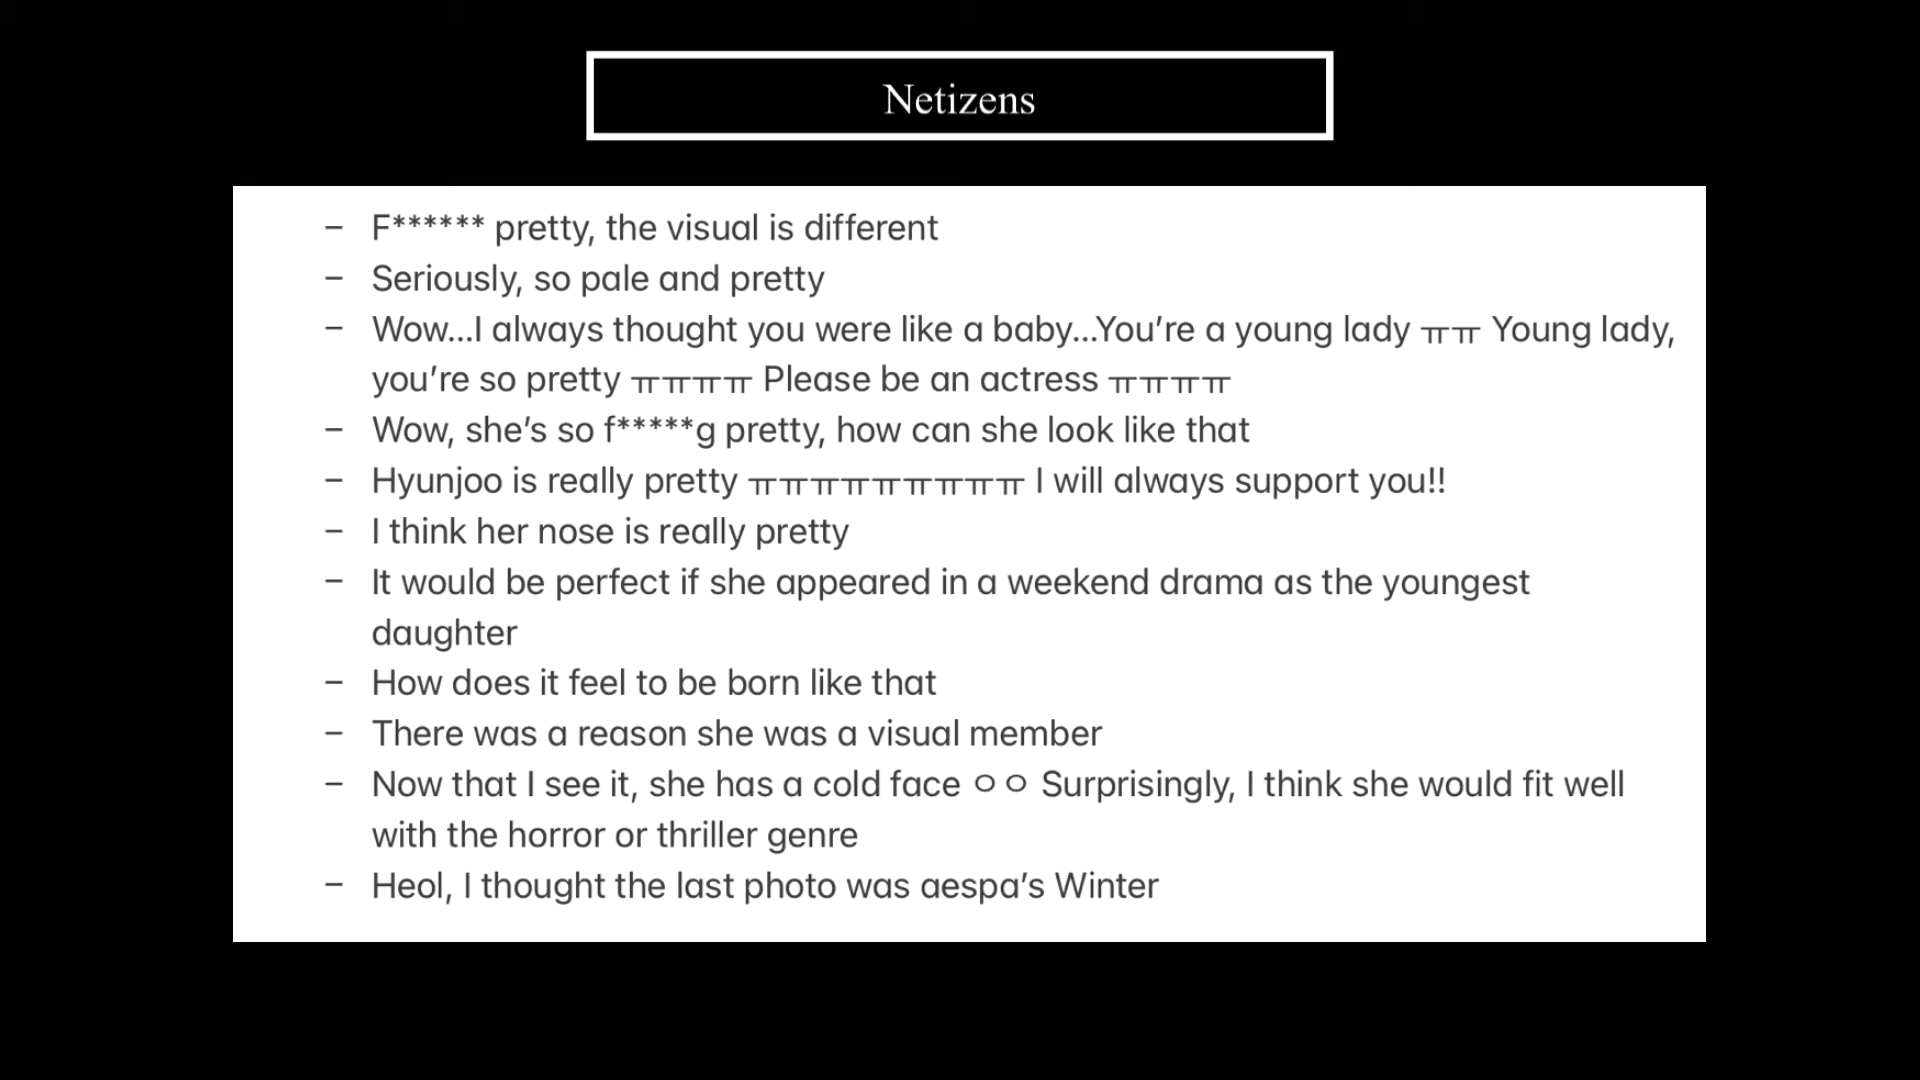 Netizens
– F****** pretty, the visual is different
– Seriously, so pale and pretty
– Wow...I always thought you were like a baby...You’re a young lady ㅠㅠ Young lady,
you’re so pretty ㅠㅠㅠㅠ Please be an actress ㅠㅠㅠㅠ
– Wow, she’s so f*****g pretty, how can she look like that
– Hyunjoo is really pretty ㅠㅠㅠㅠㅠㅠㅠㅠㅠ I will always support you!!
– I think her nose is really pretty
– It would be perfect if she appeared in a weekend drama as the youngest
daughter
– How does it feel to be born like that
– There was a reason she was a visual member
– Now that I see it, she has a cold face ㅇㅇ Surprisingly, I think she would fit well
with the horror or thriller genre
– Heol, I thought the last photo was aespa’s Winter